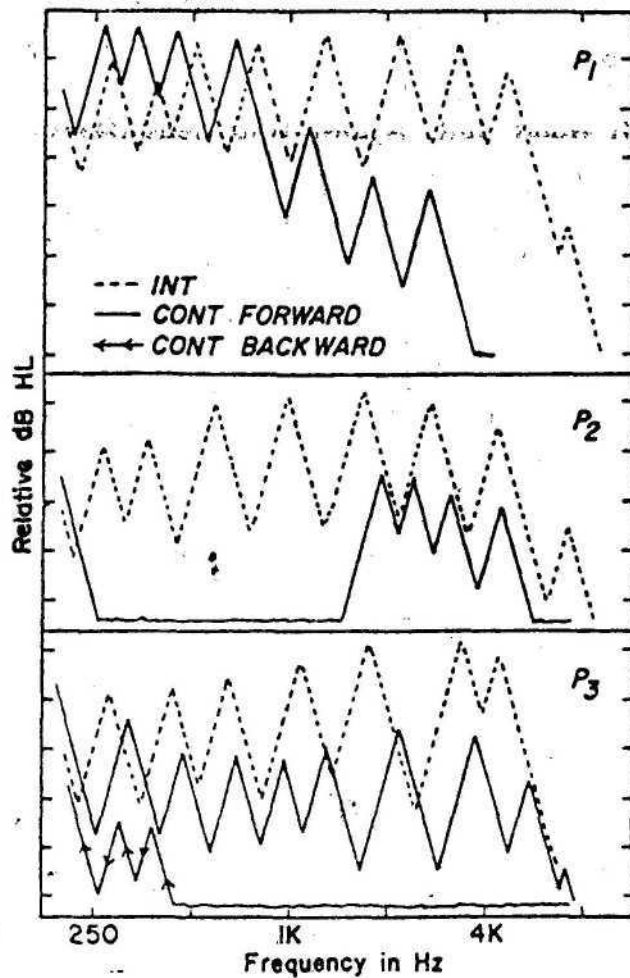 P1
INT
CONT FORWARD
CONT BACKWARD
P2
P3
Relative dB HL
250 1K 4K
Frequency in Hz